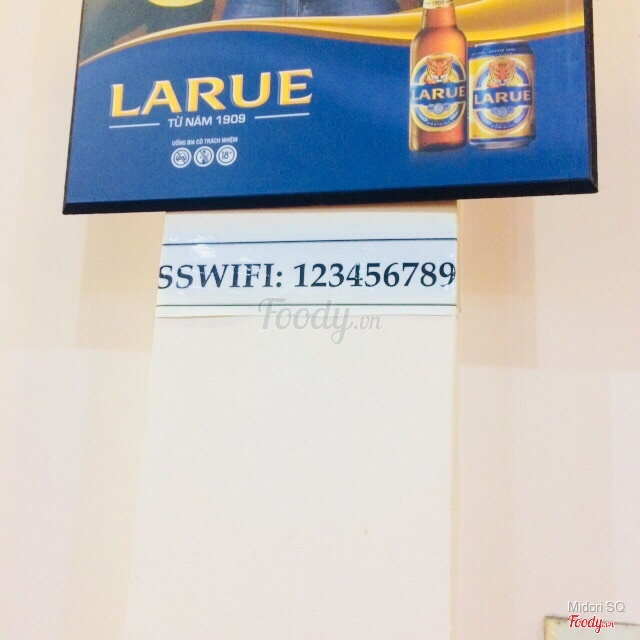 LARUE
TỪ NĂM 1909
UỐNG BIA CÓ TRÁCH NHIỆM
18+
LARUE
LARUE
SSWIFI: 123456789
Foody.vn
Midori SQ
Foody.vn